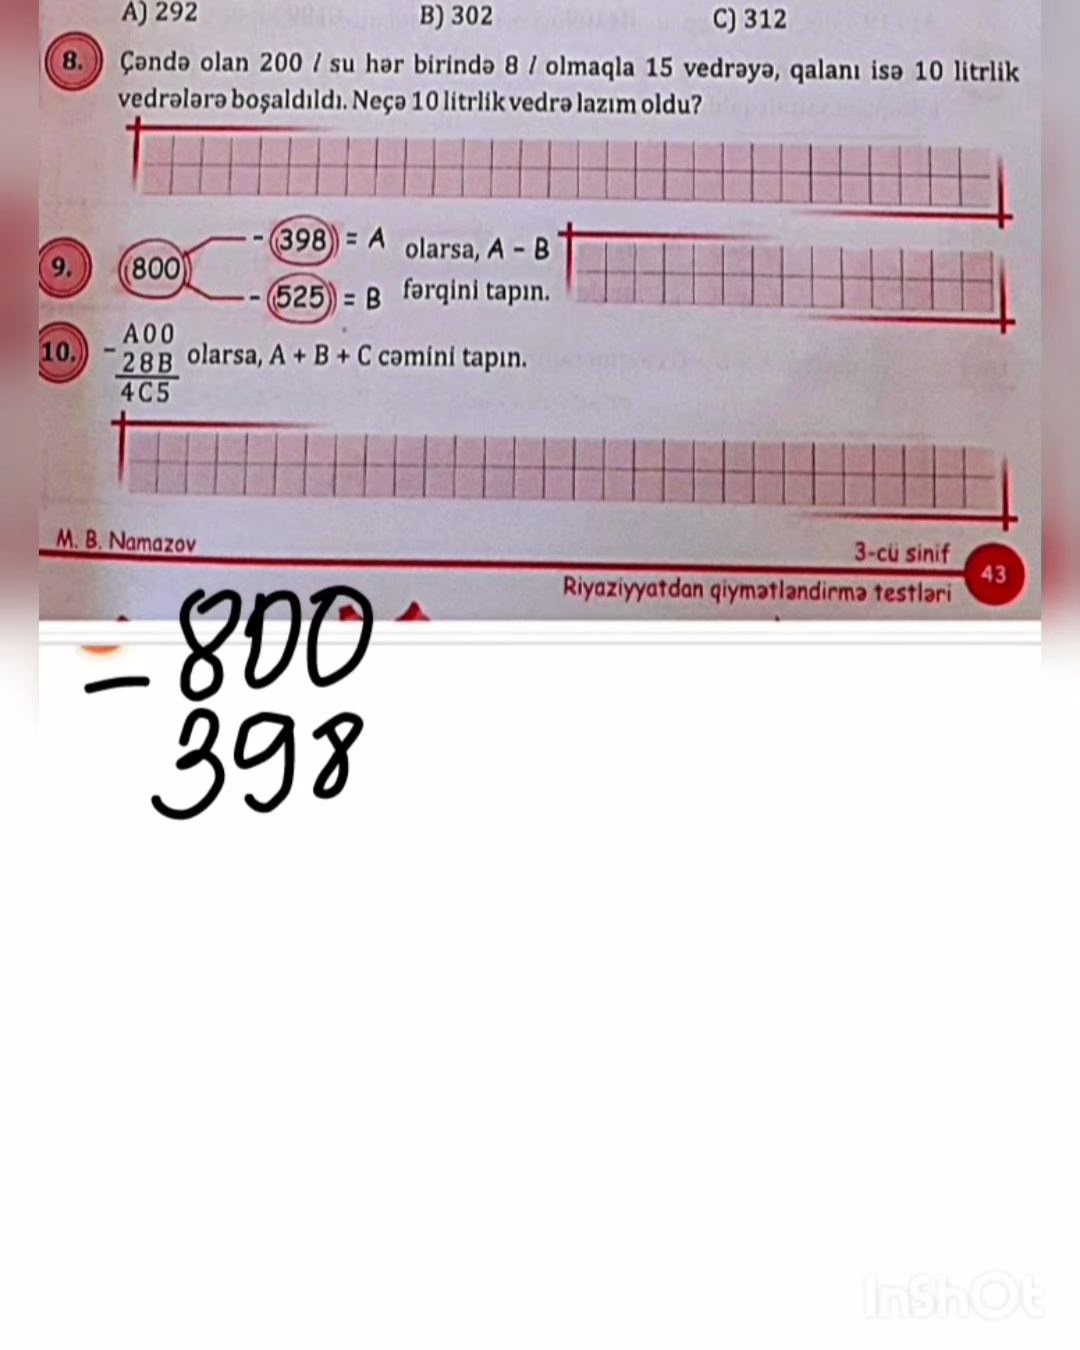 A) 292 B) 302 C) 312
8. Çəndə olan 200 l su hər birində 8 l olmaqla 15 vedrəyə, qalanı isə 10 litrlik
vedrələrə boşaldıldı. Neçə 10 litrlik vedrə lazım oldu?
9. 800 - 398 = A olarsa, A - B
- 525 = B fərqini tapın.
10. - A00
28B olarsa, A + B + C cəmini tapın.
4C5
M. B. Namazov 3-cü sinif 43
Riyaziyyatdan qiymətləndirmə testləri
- 800
398
InShOt